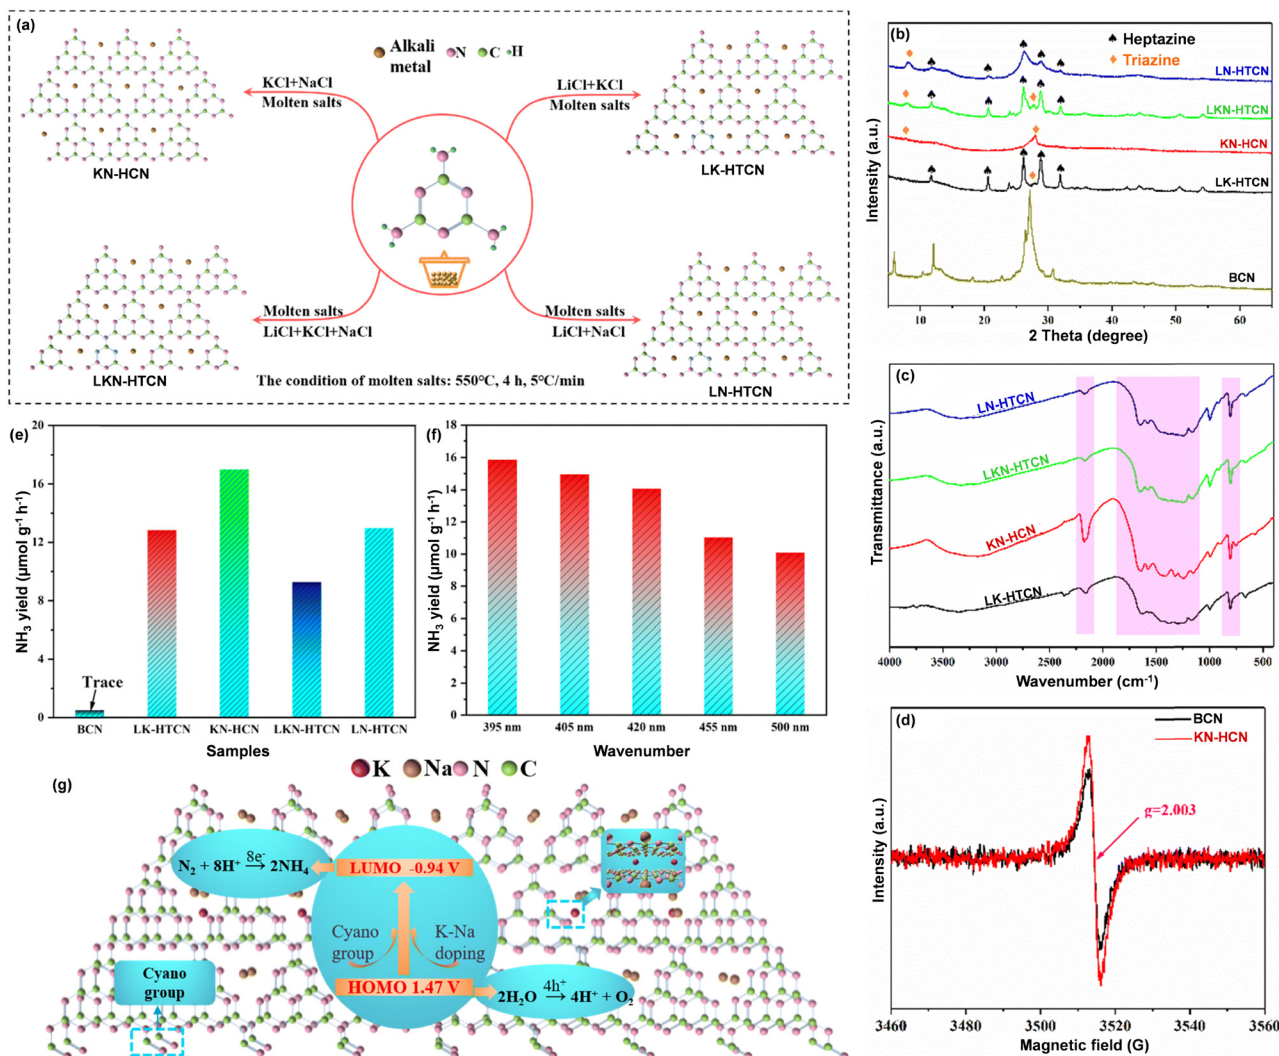 (a)
Alkali
metal
N
C
H
KCl+NaCl
Molten salts
LiCl+KCl
Molten salts
KN-HCN
LK-HTCN
Molten salts
LiCl+KCl+NaCl
Molten salts
LiCl+NaCl
LKN-HTCN
The condition of molten salts: 550℃, 4 h, 5℃/min
LN-HTCN
(b)
Heptazine
Triazine
LN-HTCN
LKN-HTCN
KN-HCN
LK-HTCN
BCN
Intensity (a.u.)
10 20 30 40 50 60
2 Theta (degree)
(c)
LN-HTCN
LKN-HTCN
KN-HCN
LK-HTCN
Transmittance (a.u.)
4000 3500 3000 2500 2000 1500 1000 500
Wavenumber (cm⁻¹)
(e)
NH₃ yield (μmol g⁻¹ h⁻¹)
20
16
12
8
4
0
Trace
BCN LK-HTCN KN-HCN LKN-HTCN LN-HTCN
Samples
(f)
NH₃ yield (μmol g⁻¹ h⁻¹)
18
16
14
12
10
8
6
4
2
0
395 nm 405 nm 420 nm 455 nm 500 nm
Wavenumber
(d)
BCN
KN-HCN
g=2.003
Intensity (a.u.)
3460 3480 3500 3520 3540 3560
Magnetic field (G)
(g)
K Na N C
N₂ + 8H⁺ 8e⁻→ 2NH₄
LUMO -0.94 V
Cyano
group
K-Na
doping
HOMO 1.47 V
2H₂O 4h⁺→ 4H⁺ + O₂
Cyano
group